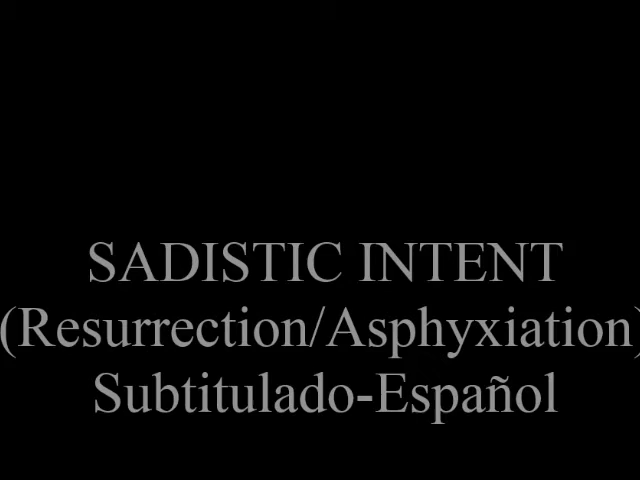 SADISTIC INTENT
(Resurrection/Asphyxiation)
Subtitulado-Español